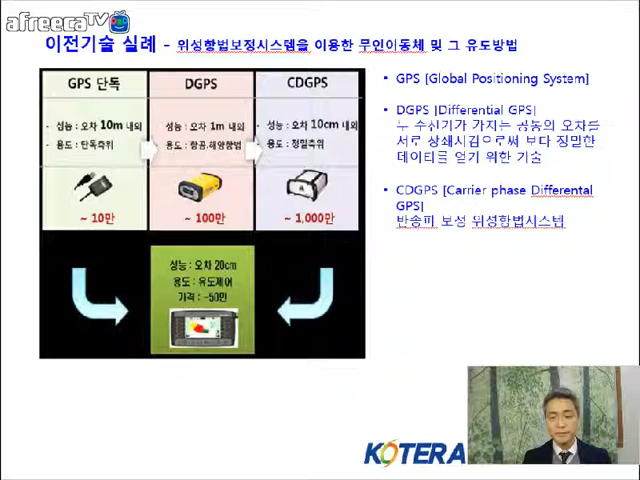 afreecaTV
이전기술 실례 - 위성항법보정시스템을 이용한 무인이동체 및 그 유도방법
GPS 단독
- 성능 : 오차 10m 내외
- 용도 : 단독측위
~ 10만
DGPS
- 성능 : 오차 1m 내외
- 용도 : 항공.해양항법
~ 100만
CDGPS
- 성능 : 오차 10cm 내외
- 용도 : 정밀측위
~ 1,000만
성능 : 오차 20cm
용도 : 유도제어
가격 : ~50만
• GPS [Global Positioning System]
• DGPS [Differential GPS]
두 수신기가 가지는 공통의 오차를
서로 상쇄시킴으로써 보다 정밀한
데이터를 얻기 위한 기술
• CDGPS [Carrier phase Differental
GPS]
반송파 보정 위성항법시스템
KOTERA